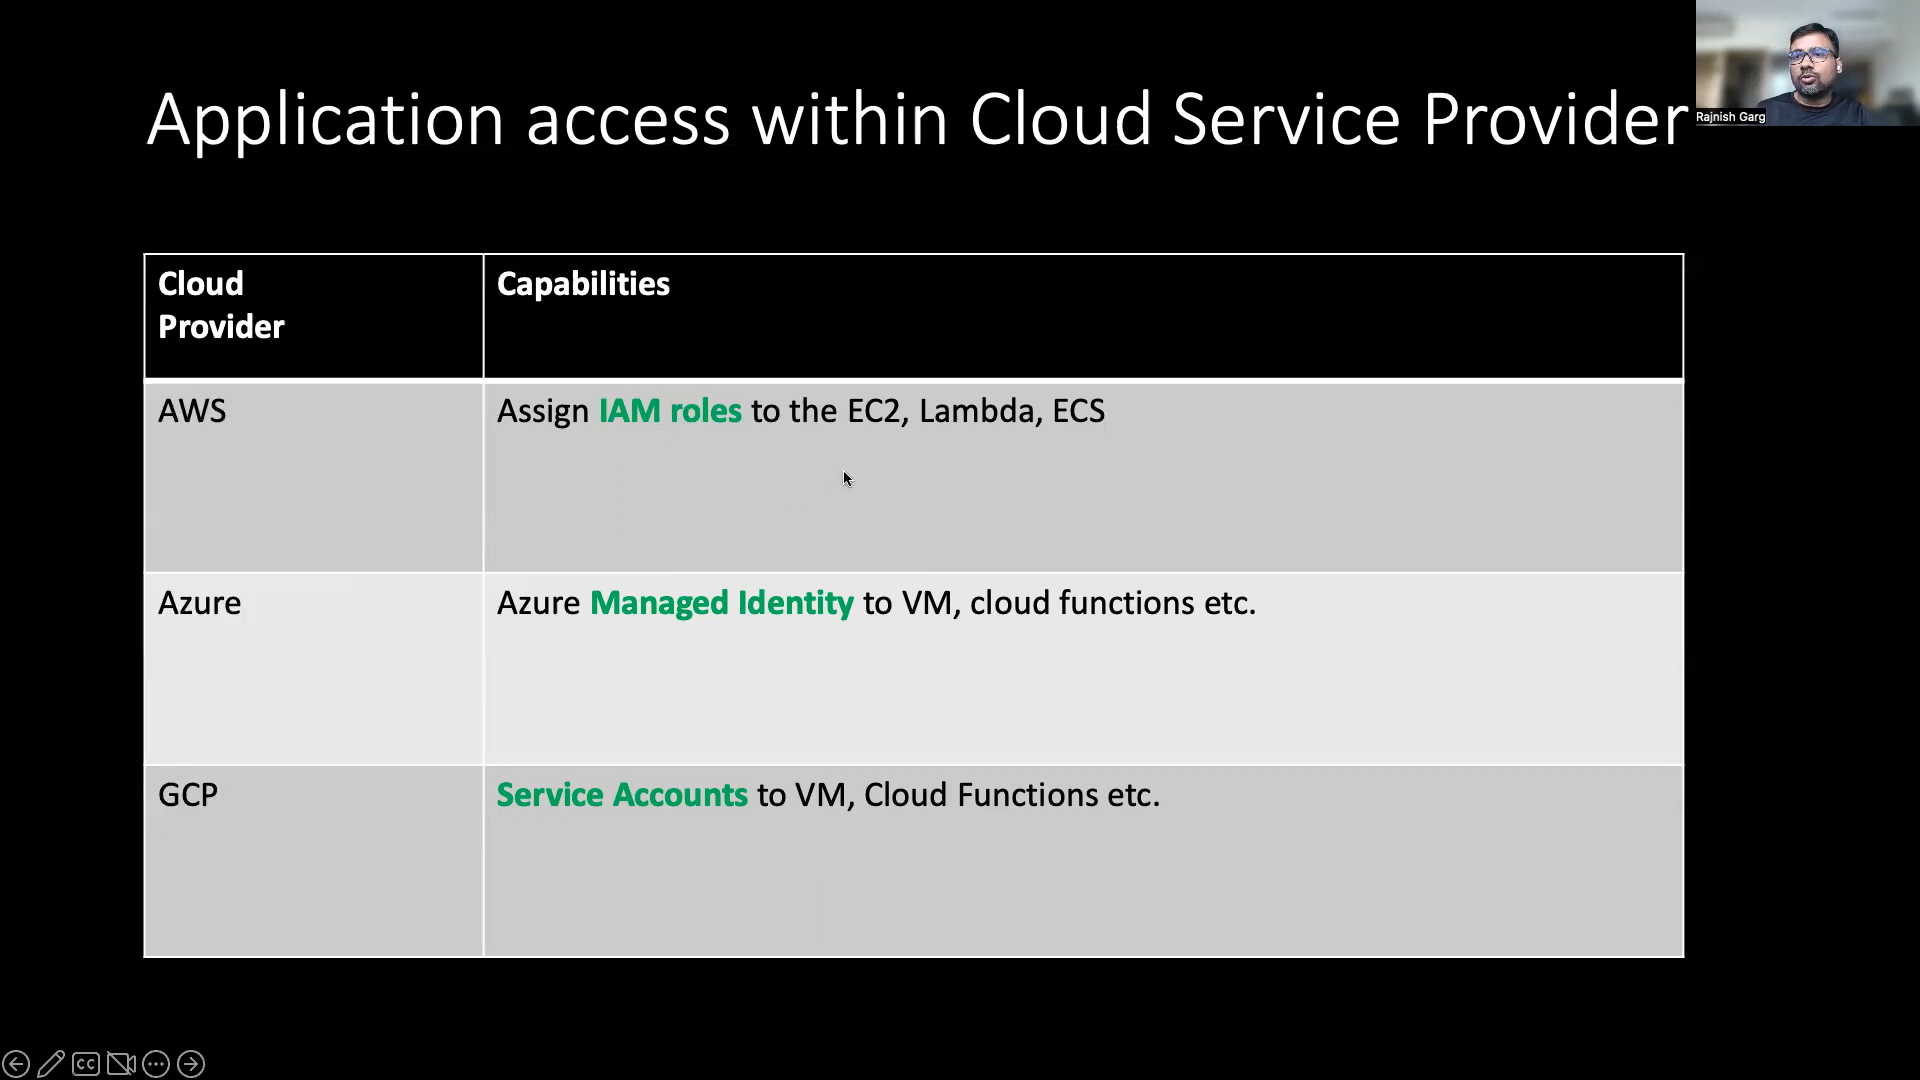 Application access within Cloud Service Provider
Rajnish Garg
Cloud
Provider
Capabilities
AWS
Assign IAM roles to the EC2, Lambda, ECS
Azure
Azure Managed Identity to VM, cloud functions etc.
GCP
Service Accounts to VM, Cloud Functions etc.
CC